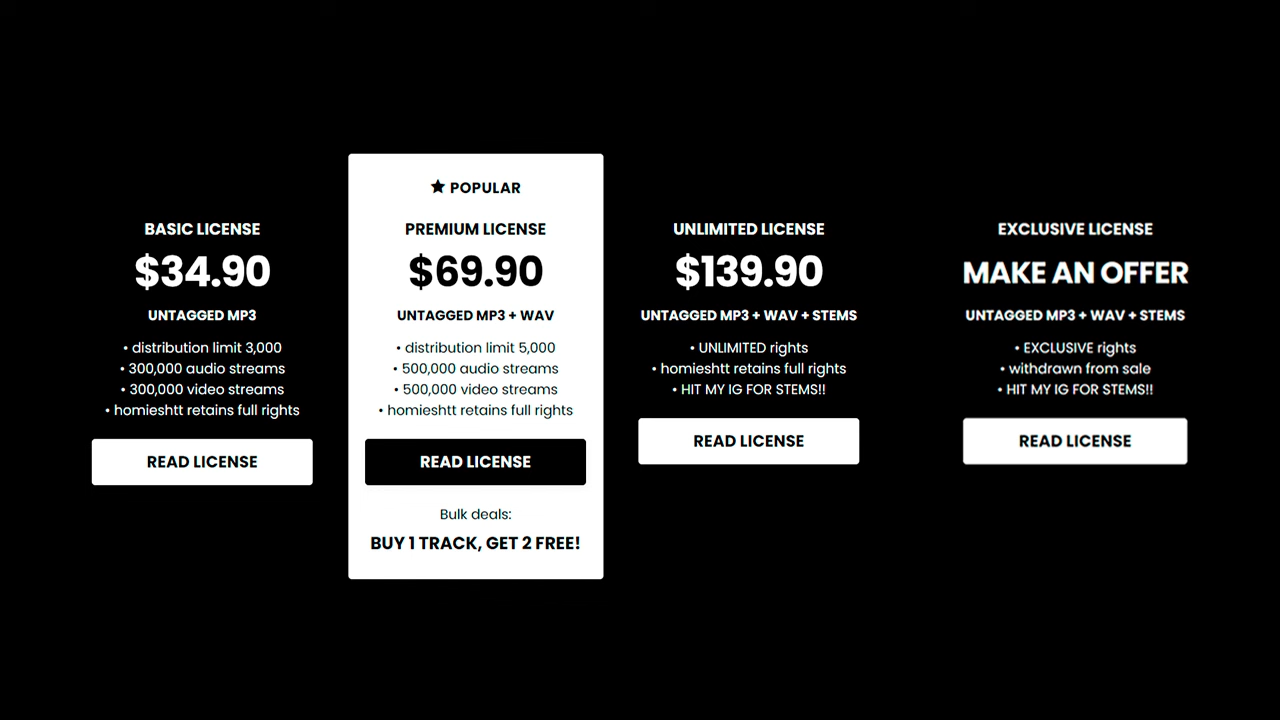 BASIC LICENSE
$34.90
UNTAGGED MP3
• distribution limit 3,000
• 300,000 audio streams
• 300,000 video streams
• homieshtt retains full rights
READ LICENSE
POPULAR
PREMIUM LICENSE
$69.90
UNTAGGED MP3 + WAV
• distribution limit 5,000
• 500,000 audio streams
• 500,000 video streams
• homieshtt retains full rights
READ LICENSE
Bulk deals:
BUY 1 TRACK, GET 2 FREE!
UNLIMITED LICENSE
$139.90
UNTAGGED MP3 + WAV + STEMS
• UNLIMITED rights
• homieshtt retains full rights
• HIT MY IG FOR STEMS!!
READ LICENSE
EXCLUSIVE LICENSE
MAKE AN OFFER
UNTAGGED MP3 + WAV + STEMS
• EXCLUSIVE rights
• withdrawn from sale
• HIT MY IG FOR STEMS!!
READ LICENSE